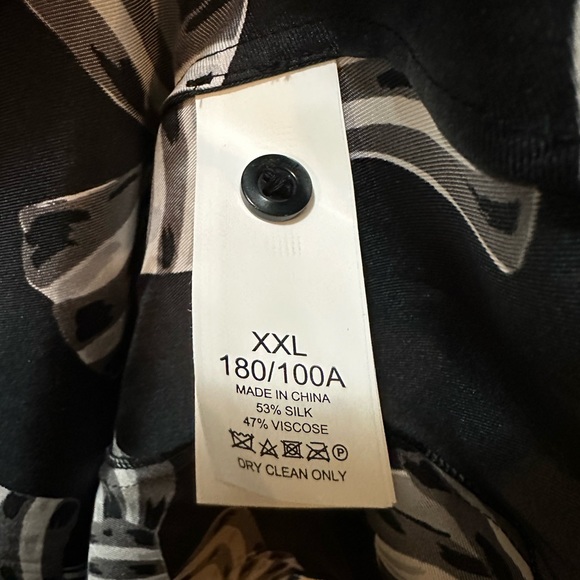 XXL
180/100A
MADE IN CHINA
53% SILK
47% VISCOSE
P
DRY CLEAN ONLY